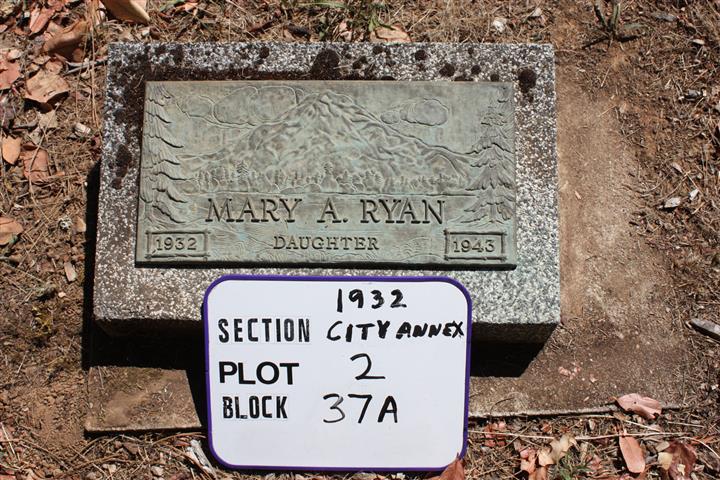 MARY A. RYAN
1932 DAUGHTER 1943
1932
SECTION CITY ANNEX
PLOT 2
BLOCK 37A